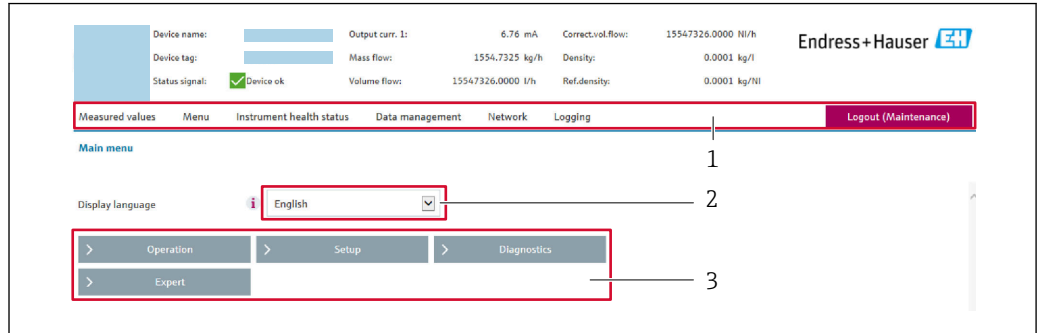 Device name: Output curr. 1: 6.76 mA Correct.vol.flow: 15547326.0000 Nl/h
Endress+Hauser EH
Device tag: Mass flow: 1554.7325 kg/h Density: 0.0001 kg/l
Status signal: Device ok Volume flow: 15547326.0000 l/h Ref.density: 0.0001 kg/Nl
Measured values Menu Instrument health status Data management Network Logging Logout (Maintenance)
1
Main menu
Display language i English 2
> Operation > Setup > Diagnostics
> Expert 3